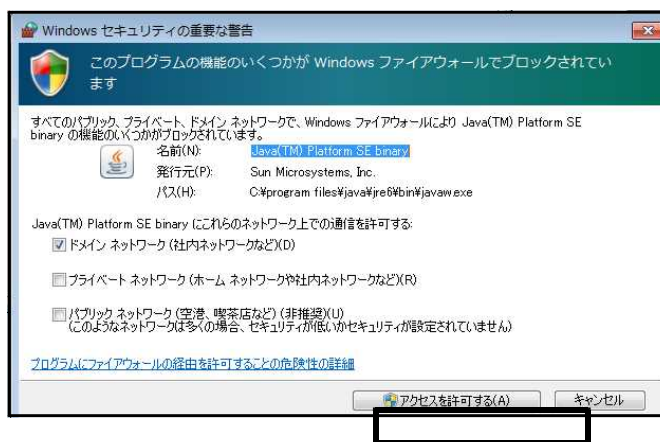 Windows セキュリティの重要な警告
このプログラムの機能のいくつかが Windows ファイアウォールでブロックされてい
ます
すべてのパブリック、プライベート、ドメイン ネットワークで、Windows ファイアウォールにより Java(TM) Platform SE
binary の機能のいくつかがブロックされています。
名前(N): Java(TM) Platform SE binary
発行元(P): Sun Microsystems, Inc.
パス(H): C:¥program files¥java¥jre6¥bin¥javaw.exe
Java(TM) Platform SE binary にこれらのネットワーク上での通信を許可する:
ドメイン ネットワーク (社内ネットワークなど)(D)
プライベート ネットワーク (ホーム ネットワークや社内ネットワークなど)(R)
パブリック ネットワーク (空港、喫茶店など) (非推奨)(U)
(このようなネットワークは多くの場合、セキュリティが低いかセキュリティが設定されていません)
プログラムにファイアウォールの経由を許可することの危険性の詳細
アクセスを許可する(A) キャンセル